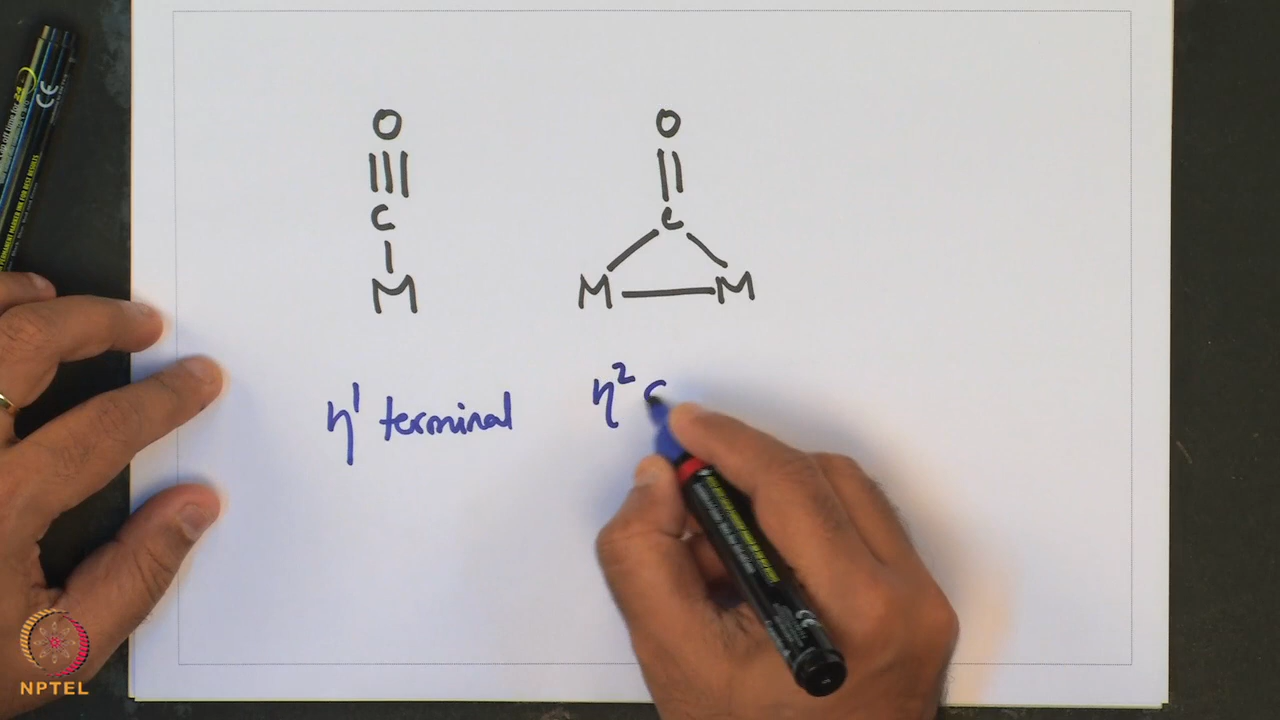 O O
C C
M M M
η¹ terminal η² c
NPTEL